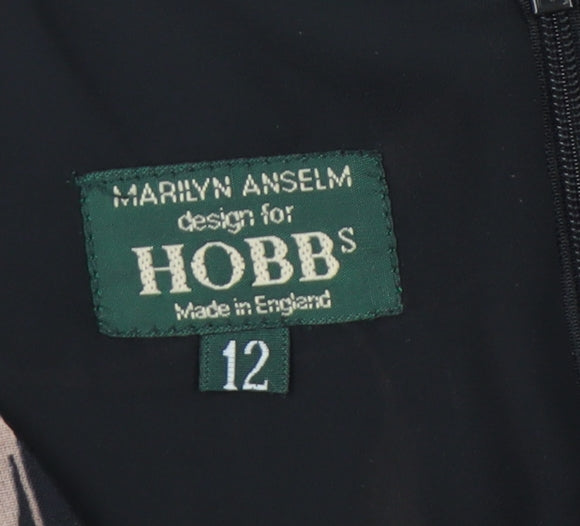 MARILYN ANSELM
design for
HOBBS
Made in England
12